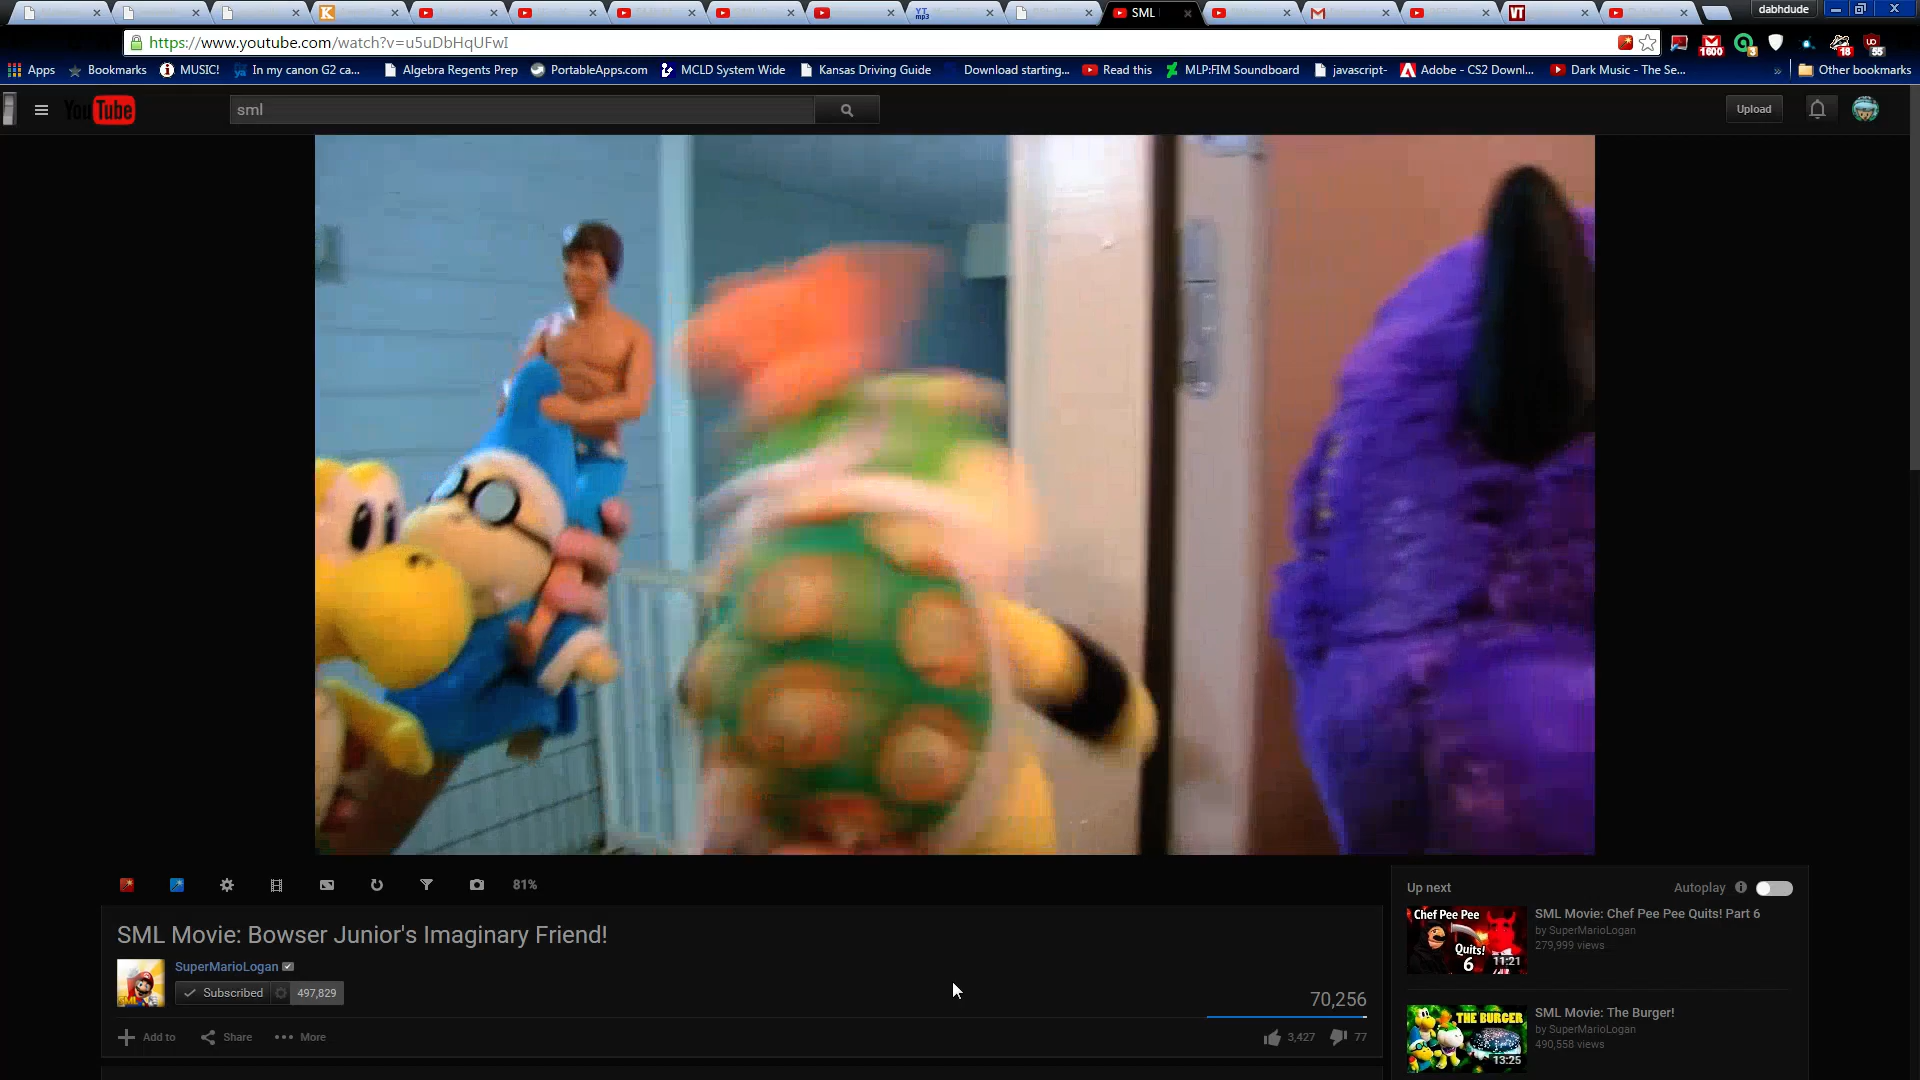 SML
dabhdude
https://www.youtube.com/watch?v=u5uDbHqUFwI
1600
3
18
55
Apps
Bookmarks
MUSIC!
In my canon G2 ca...
Algebra Regents Prep
PortableApps.com
MCLD System Wide
Kansas Driving Guide
Download starting...
Read this
MLP:FIM Soundboard
javascript-
Adobe - CS2 Downl...
Dark Music - The Se...
»
Other bookmarks
YouTube
sml
Upload
81%
SML Movie: Bowser Junior's Imaginary Friend!
SuperMarioLogan
Subscribed
497,829
70,256
Add to
Share
More
3,427
77
Up next
Autoplay
Chef Pee Pee
Quits!
6
11:21
SML Movie: Chef Pee Pee Quits! Part 6
by SuperMarioLogan
279,999 views
THE BURGER
13:25
SML Movie: The Burger!
by SuperMarioLogan
490,558 views